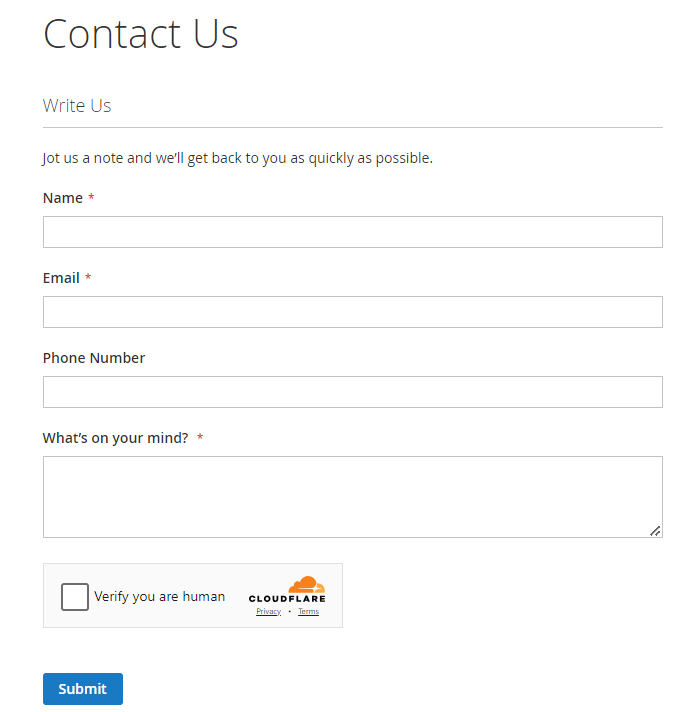 Contact Us
Write Us
Jot us a note and we’ll get back to you as quickly as possible.
Name *
Email *
Phone Number
What’s on your mind? *
Verify you are human
CLOUDFLARE
Privacy • Terms
Submit